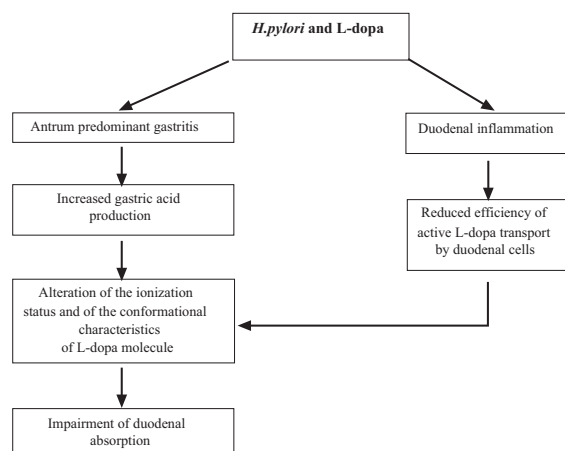 H.pylori and L-dopa
Antrum predominant gastritis
Duodenal inflammation
Increased gastric acid
production
Reduced efficiency of
active L-dopa transport
by duodenal cells
Alteration of the ionization
status and of the conformational
characteristics
of L-dopa molecule
Impairment of duodenal
absorption